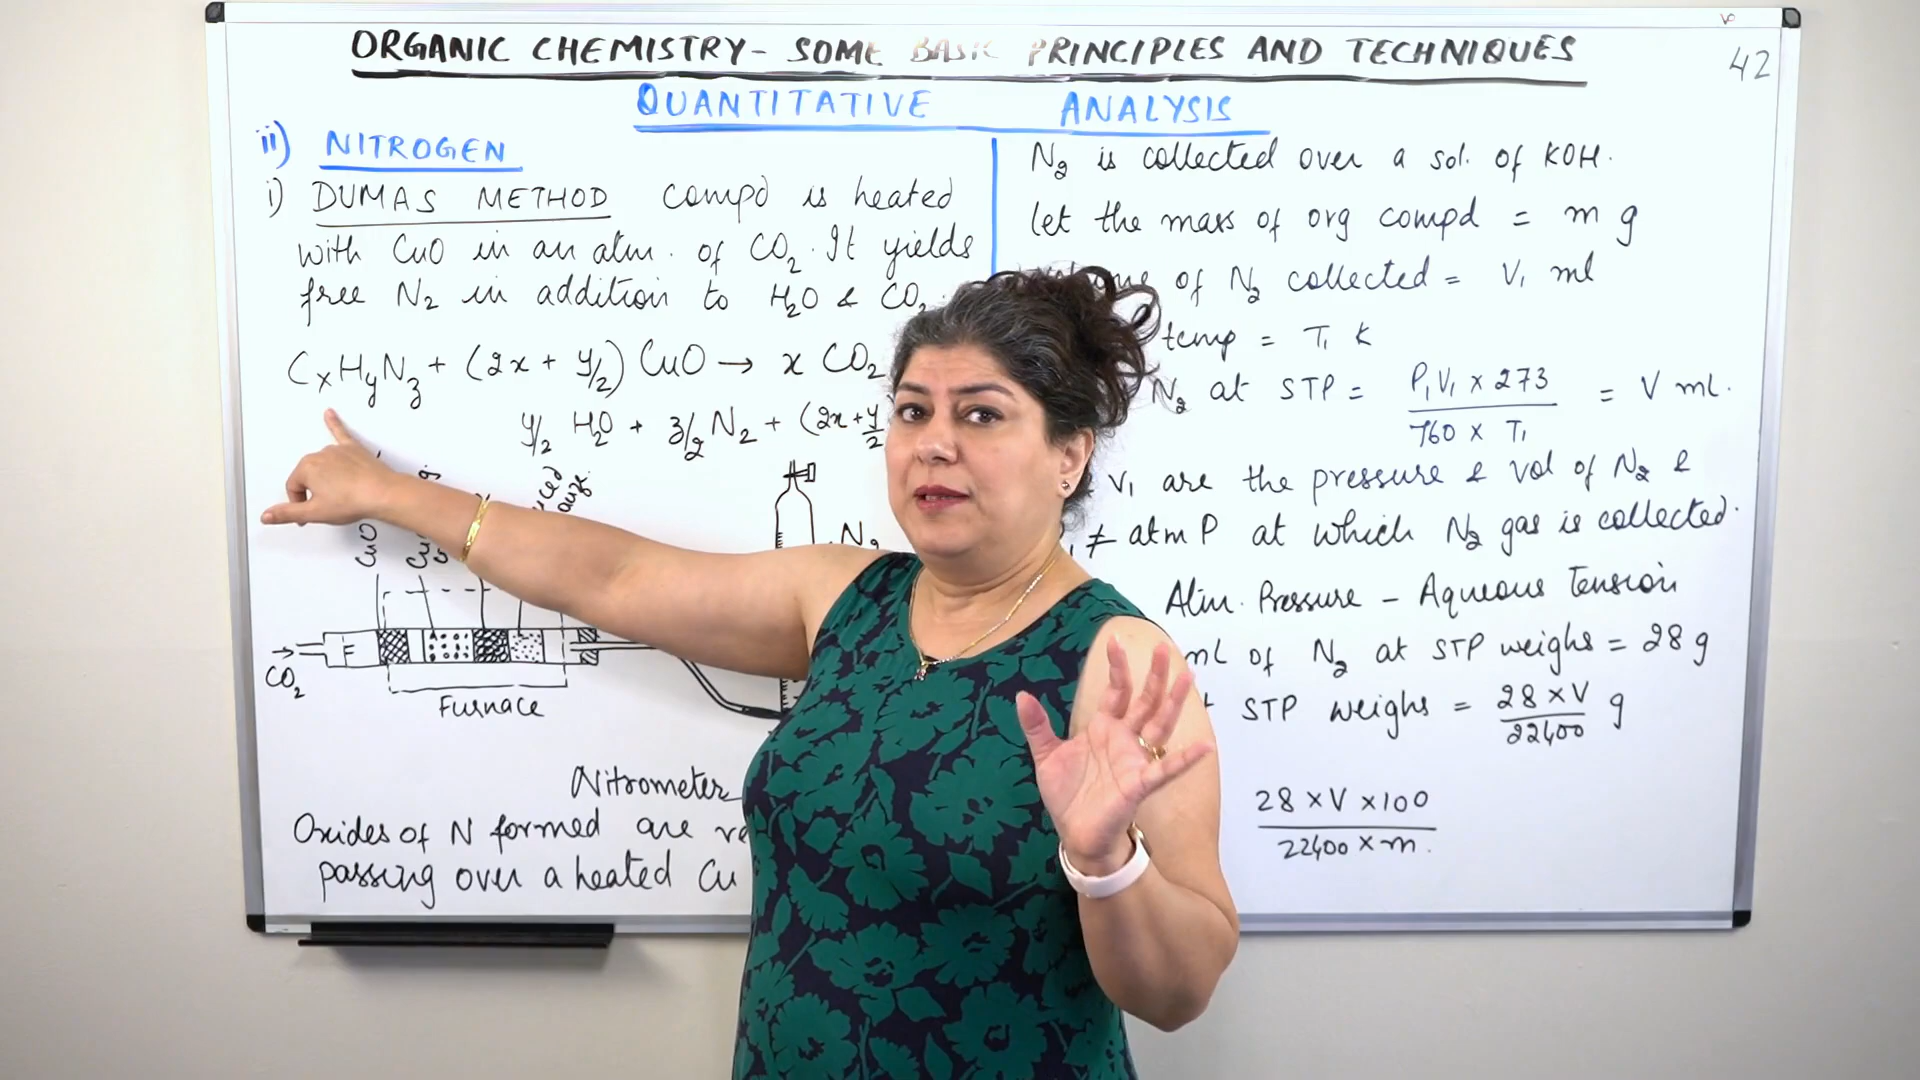 ORGANIC CHEMISTRY - SOME BASIC PRINCIPLES AND TECHNIQUES
42
QUANTITATIVE ANALYSIS
ii) NITROGEN
i) DUMAS METHOD compd is heated
with CuO in an atm. of CO2. It yields
free N2 in addition to H2O & CO2.
CxHyNz + (2x + y/2) CuO → x CO2
y/2 H2O + z/2 N2 + (2x + y/2
CuO
N2
CO2
Furnace
Nitrometer
Oxides of N formed are
passing over a heated Cu
N2 is collected over a sol. of KOH.
let the mass of org compd = m g
of N2 collected = V1 ml
temp = T1 K
N2 at STP = P1V1 x 273 / 760 x T1 = V ml.
V1 are the pressure & vol of N2 &
≠ atm P at which N2 gas is collected.
Atm. Pressure - Aqueous Tension
ml of N2 at STP weighs = 28 g
STP weighs = 28 x V / 22400 g
28 x V x 100 / 22400 x m.